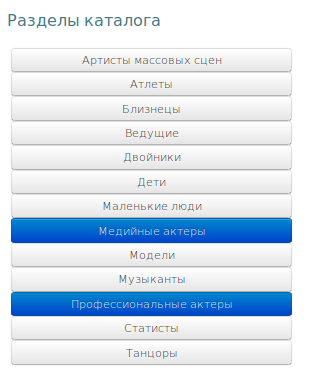 Разделы каталога
Артисты массовых сцен
Атлеты
Близнецы
Ведущие
Двойники
Дети
Маленькие люди
Медийные актеры
Модели
Музыканты
Профессиональные актеры
Статисты
Танцоры